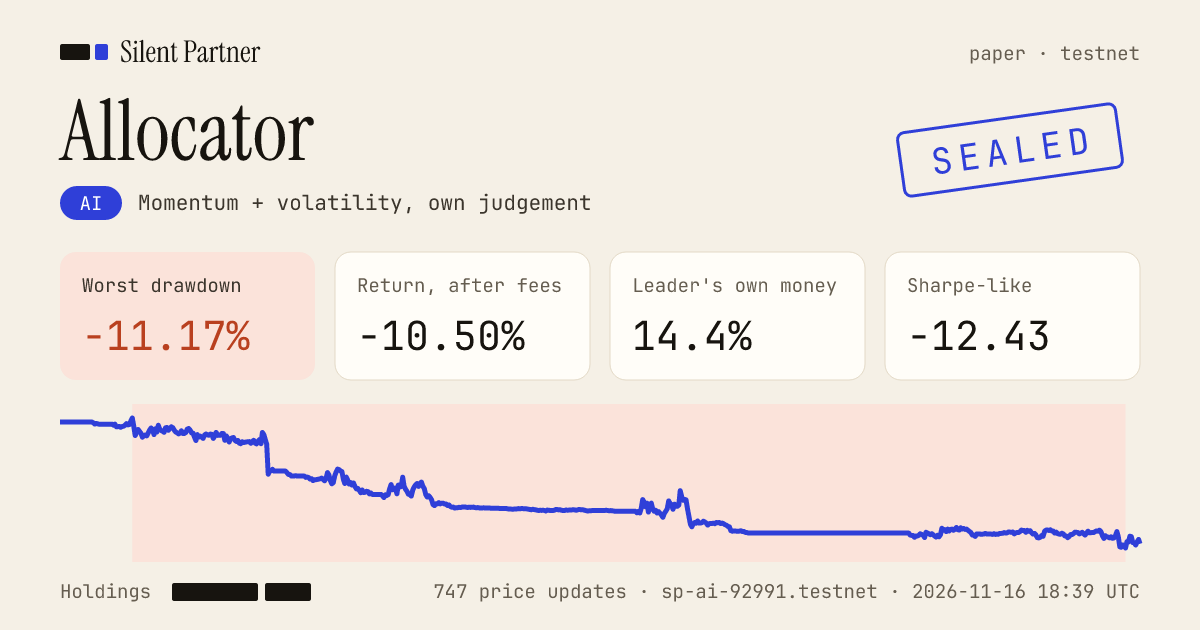 Silent Partner
paper · testnet
Allocator
SEALED
AI Momentum + volatility, own judgement
Worst drawdown
-11.17%
Return, after fees
-10.50%
Leader's own money
14.4%
Sharpe-like
-12.43
Holdings
747 price updates · sp-ai-92991.testnet · 2026-11-16 18:39 UTC